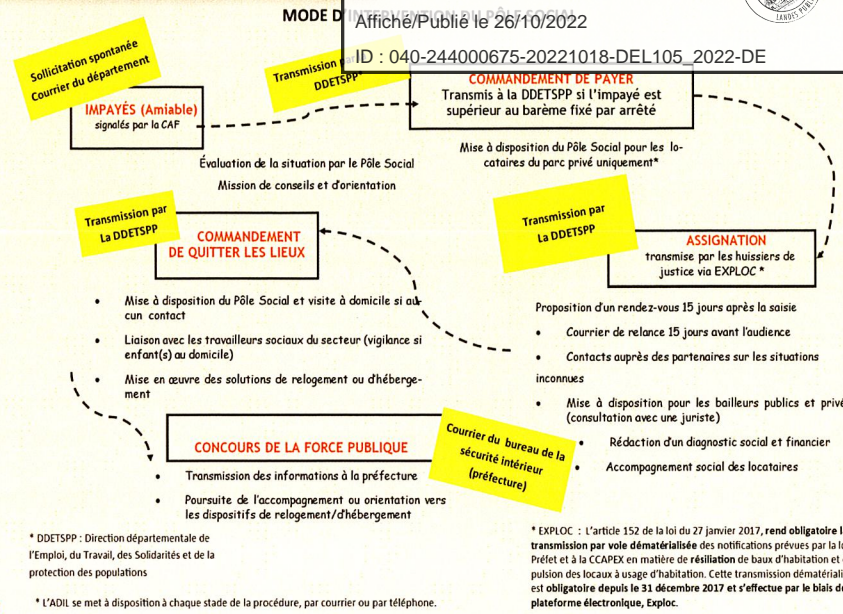 MODE D'INTERVENTION DU PÔLE SOCIAL
Affiché/Publié le 26/10/2022
ID : 040-244000675-20221018-DEL105_2022-DE
LANDES
Sollicitation spontanée
Courrier du département
IMPAYÉS (Amiable)
signalés par la CAF
Transmission par
DDETSPP*
COMMANDEMENT DE PAYER
Transmis à la DDETSPP si l'impayé est
supérieur au barème fixé par arrêté
Évaluation de la situation par le Pôle Social
Mission de conseils et d'orientation
Mise à disposition du Pôle Social pour les lo-
cataires du parc privé uniquement*
Transmission par
La DDETSPP
ASSIGNATION
transmise par les huissiers de
justice via EXPLOC *
Proposition d'un rendez-vous 15 jours après la saisie
• Courrier de relance 15 jours avant l'audience
• Contacts auprès des partenaires sur les situations
inconnues
• Mise à disposition pour les bailleurs publics et privé
(consultation avec une juriste)
• Rédaction d'un diagnostic social et financier
• Accompagnement social des locataires
Transmission par
La DDETSPP
COMMANDEMENT
DE QUITTER LES LIEUX
• Mise à disposition du Pôle Social et visite à domicile si au-
cun contact
• Liaison avec les travailleurs sociaux du secteur (vigilance si
enfant(s) au domicile)
• Mise en œuvre des solutions de relogement ou d'héberge-
ment
Courrier du bureau de la
sécurité intérieur
(préfecture)
CONCOURS DE LA FORCE PUBLIQUE
• Transmission des informations à la préfecture
• Poursuite de l'accompagnement ou orientation vers
les dispositifs de relogement/d'hébergement
* DDETSPP : Direction départementale de
l'Emploi, du Travail, des Solidarités et de la
protection des populations
* L'ADIL se met à disposition à chaque stade de la procédure, par courrier ou par téléphone.
* EXPLOC : L'article 152 de la loi du 27 janvier 2017, rend obligatoire l
transmission par voie dématérialisée des notifications prévues par la l
Préfet et à la CCAPEX en matière de résiliation de baux d'habitation et
pulsion des locaux à usage d'habitation. Cette transmission dématériali
est obligatoire depuis le 31 décembre 2017 et s'effectue par le biais d
plateforme électronique, Exploc.